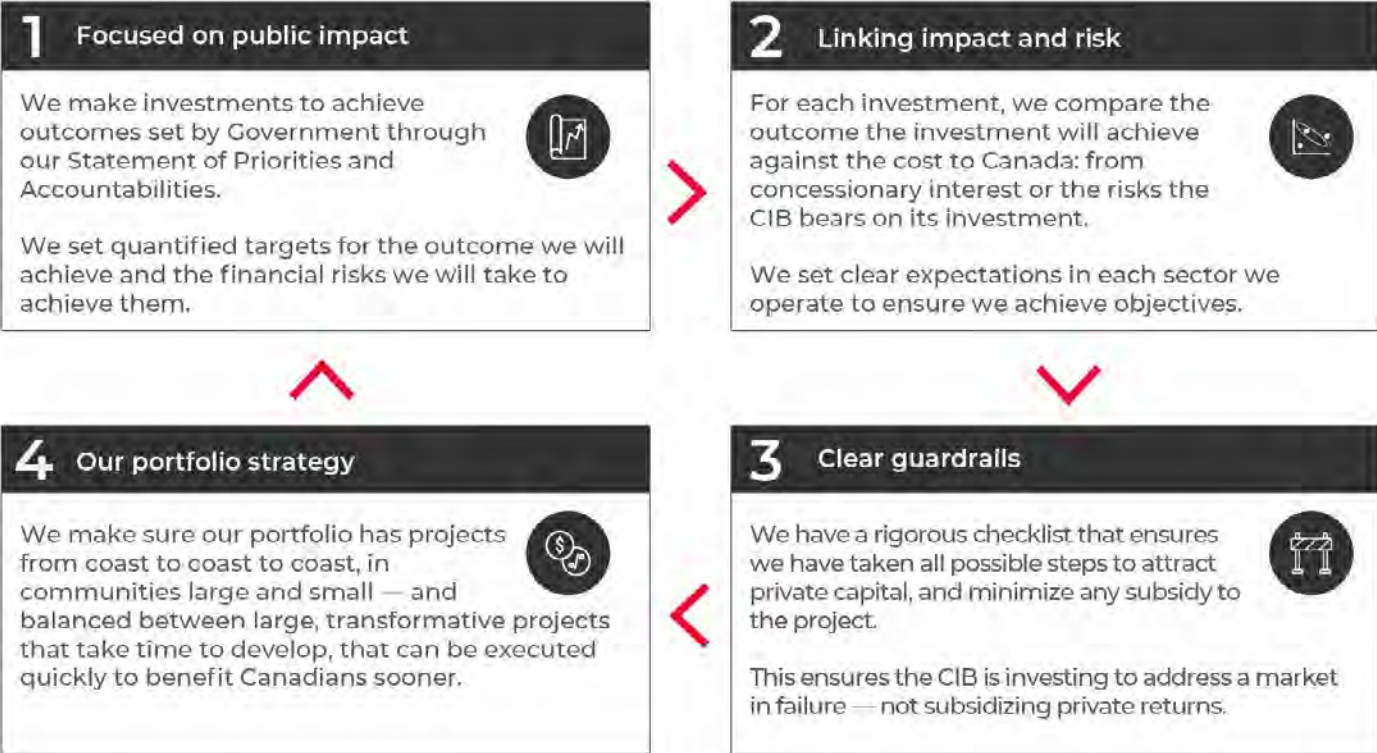 1 Focused on public impact
We make investments to achieve
outcomes set by Government through
our Statement of Priorities and
Accountabilities.
We set quantified targets for the outcome we will
achieve and the financial risks we will take to
achieve them.
2 Linking impact and risk
For each investment, we compare the
outcome the investment will achieve
against the cost to Canada: from
concessionary interest or the risks the
CIB bears on its investment.
We set clear expectations in each sector we
operate to ensure we achieve objectives.
3 Clear guardrails
We have a rigorous checklist that ensures
we have taken all possible steps to attract
private capital, and minimize any subsidy to
the project.
This ensures the CIB is investing to address a market
in failure — not subsidizing private returns.
4 Our portfolio strategy
We make sure our portfolio has projects
from coast to coast to coast, in
communities large and small — and
balanced between large, transformative projects
that take time to develop, that can be executed
quickly to benefit Canadians sooner.
$